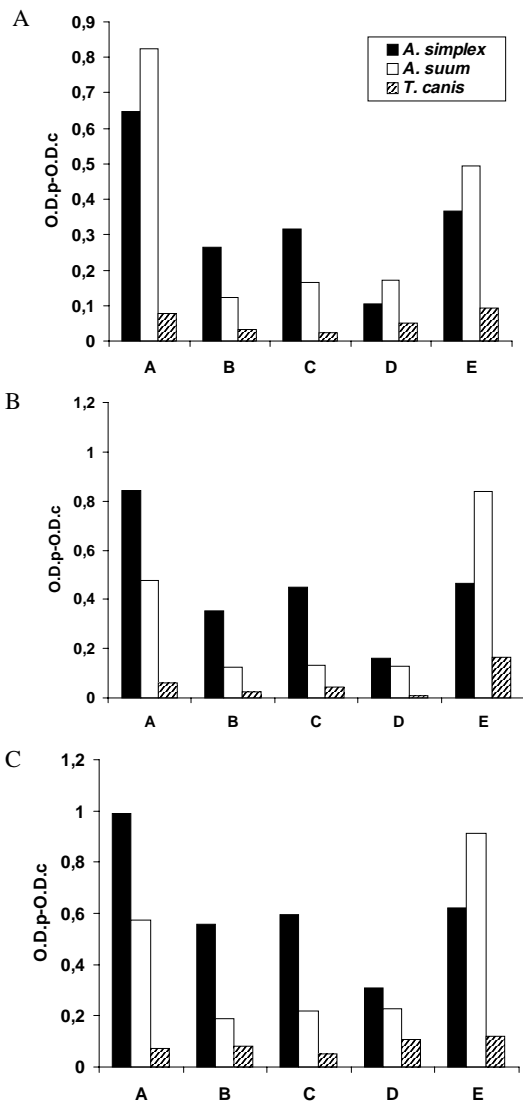 A
0,9
0,8
0,7
0,6
0,5
0,4
0,3
0,2
0,1
0
O.D.p-O.D.c
A. simplex
A. suum
T. canis
A B C D E
B
1,2
1
0,8
0,6
0,4
0,2
0
O.D.p-O.D.c
A B C D E
C
1,2
1
0,8
0,6
0,4
0,2
0
O.D.p-O.D.c
A B C D E